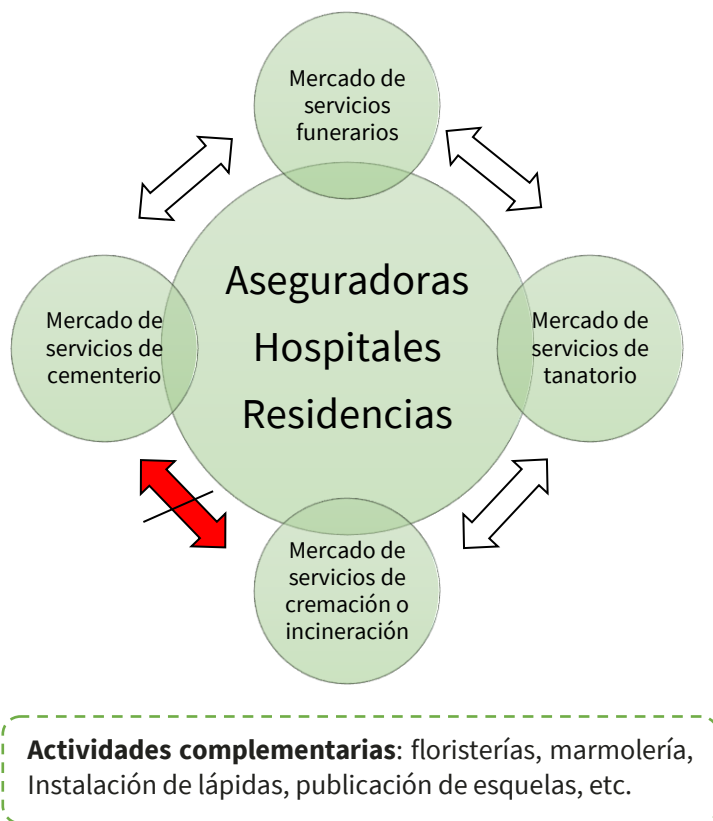 Mercado de
servicios
funerarios
Aseguradoras
Hospitales
Residencias
Mercado de
servicios de
cementerio
Mercado de
servicios de
tanatorio
Mercado de
servicios de
cremación o
incineración
Actividades complementarias: floristerías, marmolería,
Instalación de lápidas, publicación de esquelas, etc.